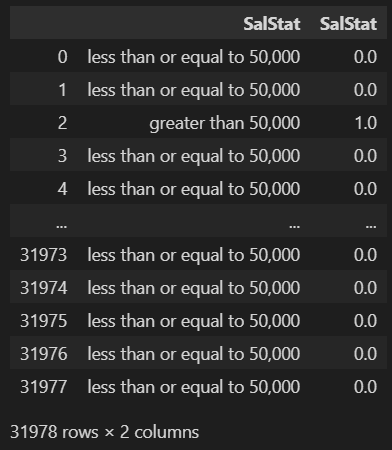 SalStat SalStat
0 less than or equal to 50,000 0.0
1 less than or equal to 50,000 0.0
2 greater than 50,000 1.0
3 less than or equal to 50,000 0.0
4 less than or equal to 50,000 0.0
... ... ...
31973 less than or equal to 50,000 0.0
31974 less than or equal to 50,000 0.0
31975 less than or equal to 50,000 0.0
31976 less than or equal to 50,000 0.0
31977 less than or equal to 50,000 0.0
31978 rows × 2 columns